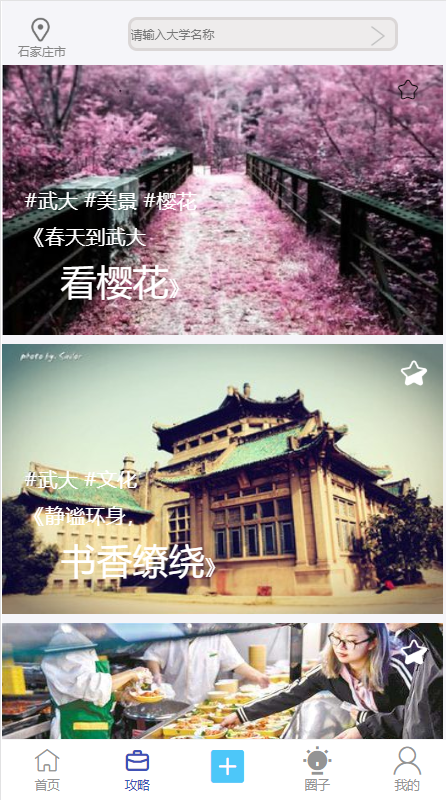 石家庄市
请输入大学名称
#武大 #美景 #樱花
《春天到武大
看樱花》
photo by. Sailor
#武大 #文化
《静谧环身,
书香缭绕》
首页
攻略
圈子
我的